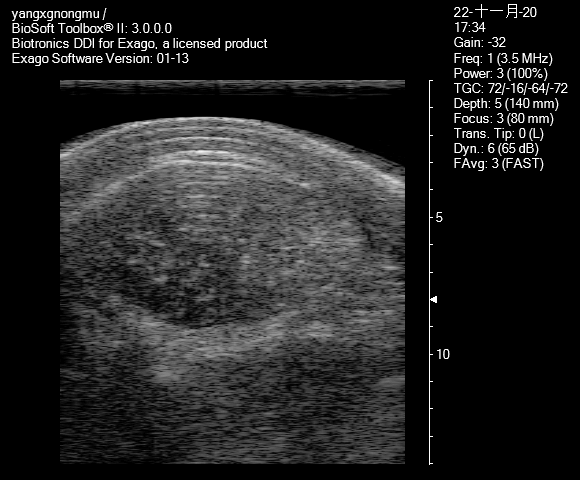 yangxgnongmu /
BioSoft Toolbox® II: 3.0.0.0
Biotronics DDI for Exago, a licensed product
Exago Software Version: 01-13
22-十一月-20
17:34
Gain: -32
Freq: 1 (3.5 MHz)
Power: 3 (100%)
TGC: 72/-16/-64/-72
Depth: 5 (140 mm)
Focus: 3 (80 mm)
Trans. Tip: 0 (L)
Dyn.: 6 (65 dB)
FAvg: 3 (FAST)
5
10